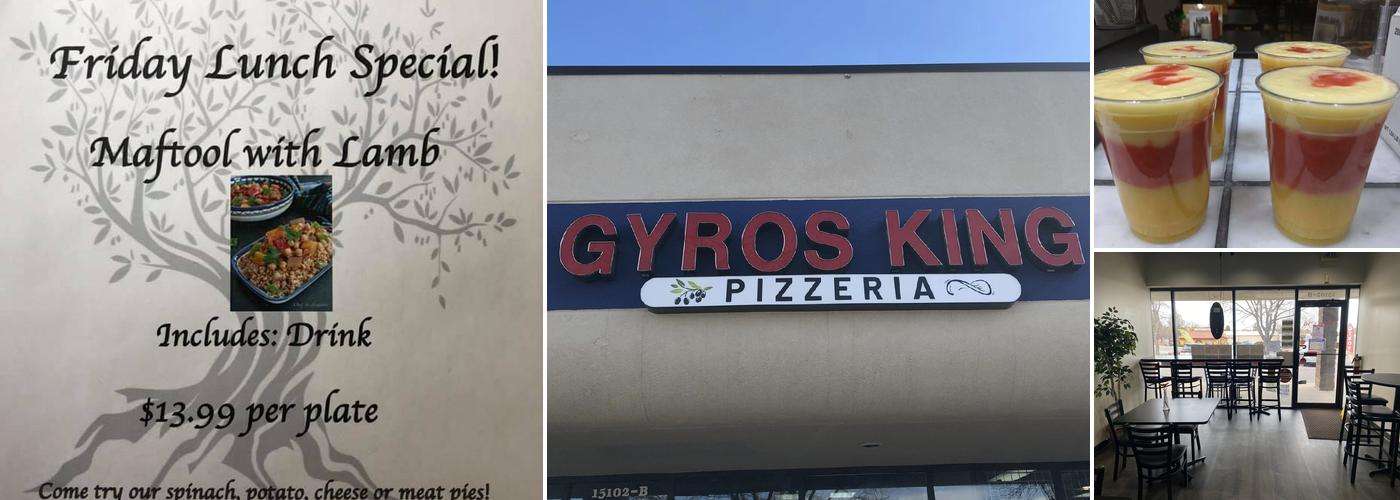 Friday Lunch Special!
Maftool with Lamb
Includes: Drink
$13.99 per plate
Come try our spinach, potato, cheese or meat pies!
GYROS KING
PIZZERIA
15102-B